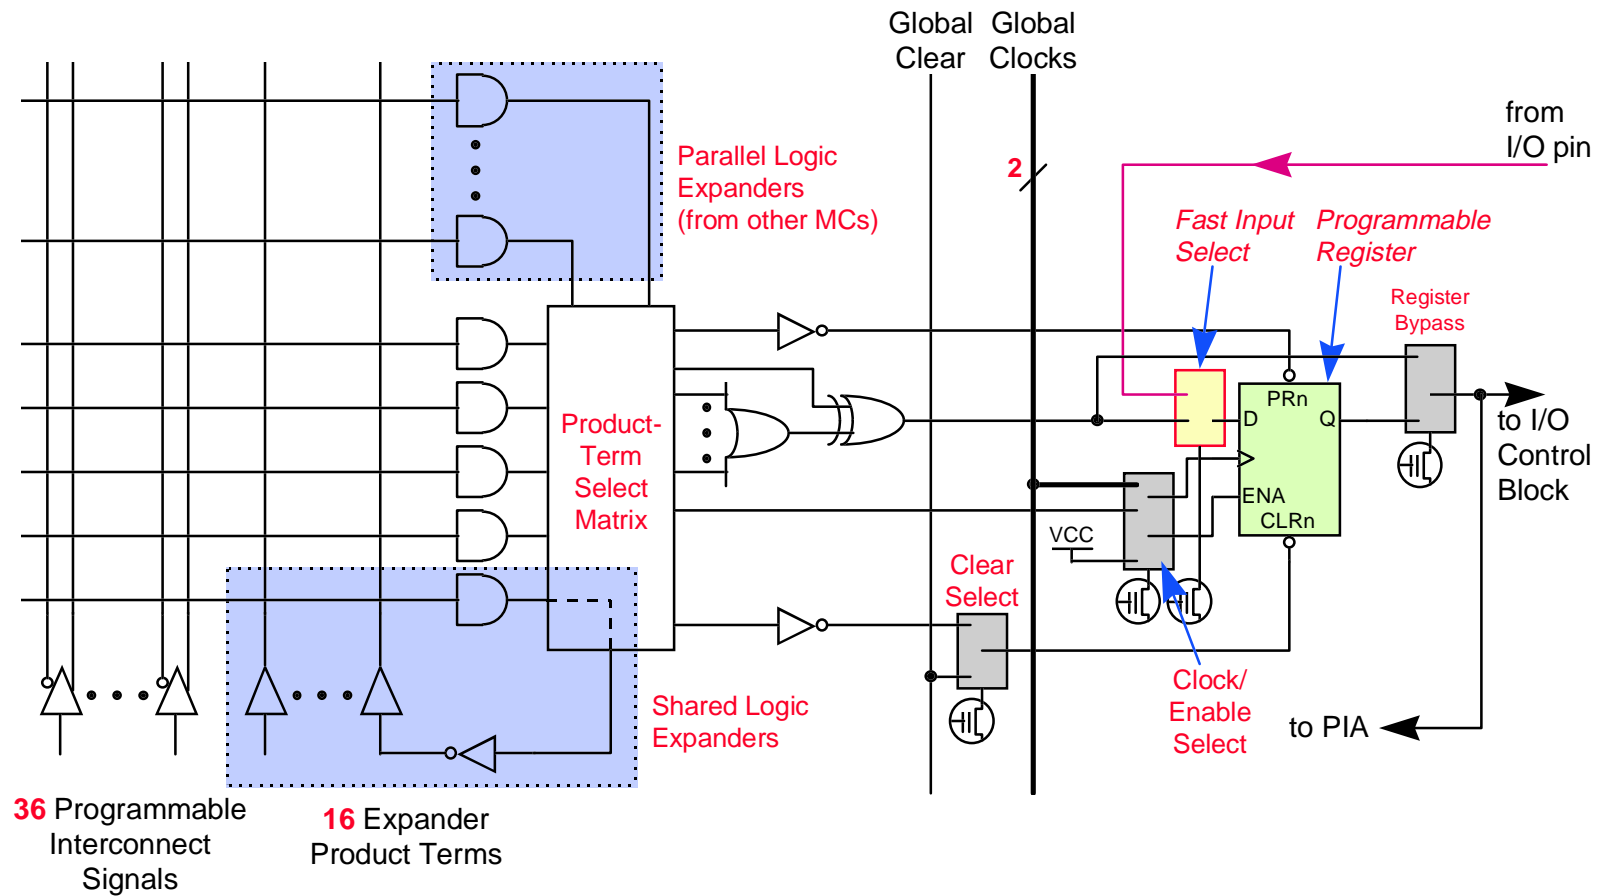 Global
Clear
Global
Clocks
from
I/O pin
Parallel Logic
Expanders
(from other MCs)
2
Fast Input
Select
Programmable
Register
Register
Bypass
Product-
Term
Select
Matrix
PRn
D
Q
ENA
CLRn
to I/O
Control
Block
VCC
Clear
Select
Clock/
Enable
Select
Shared Logic
Expanders
to PIA
36 Programmable
Interconnect
Signals
16 Expander
Product Terms